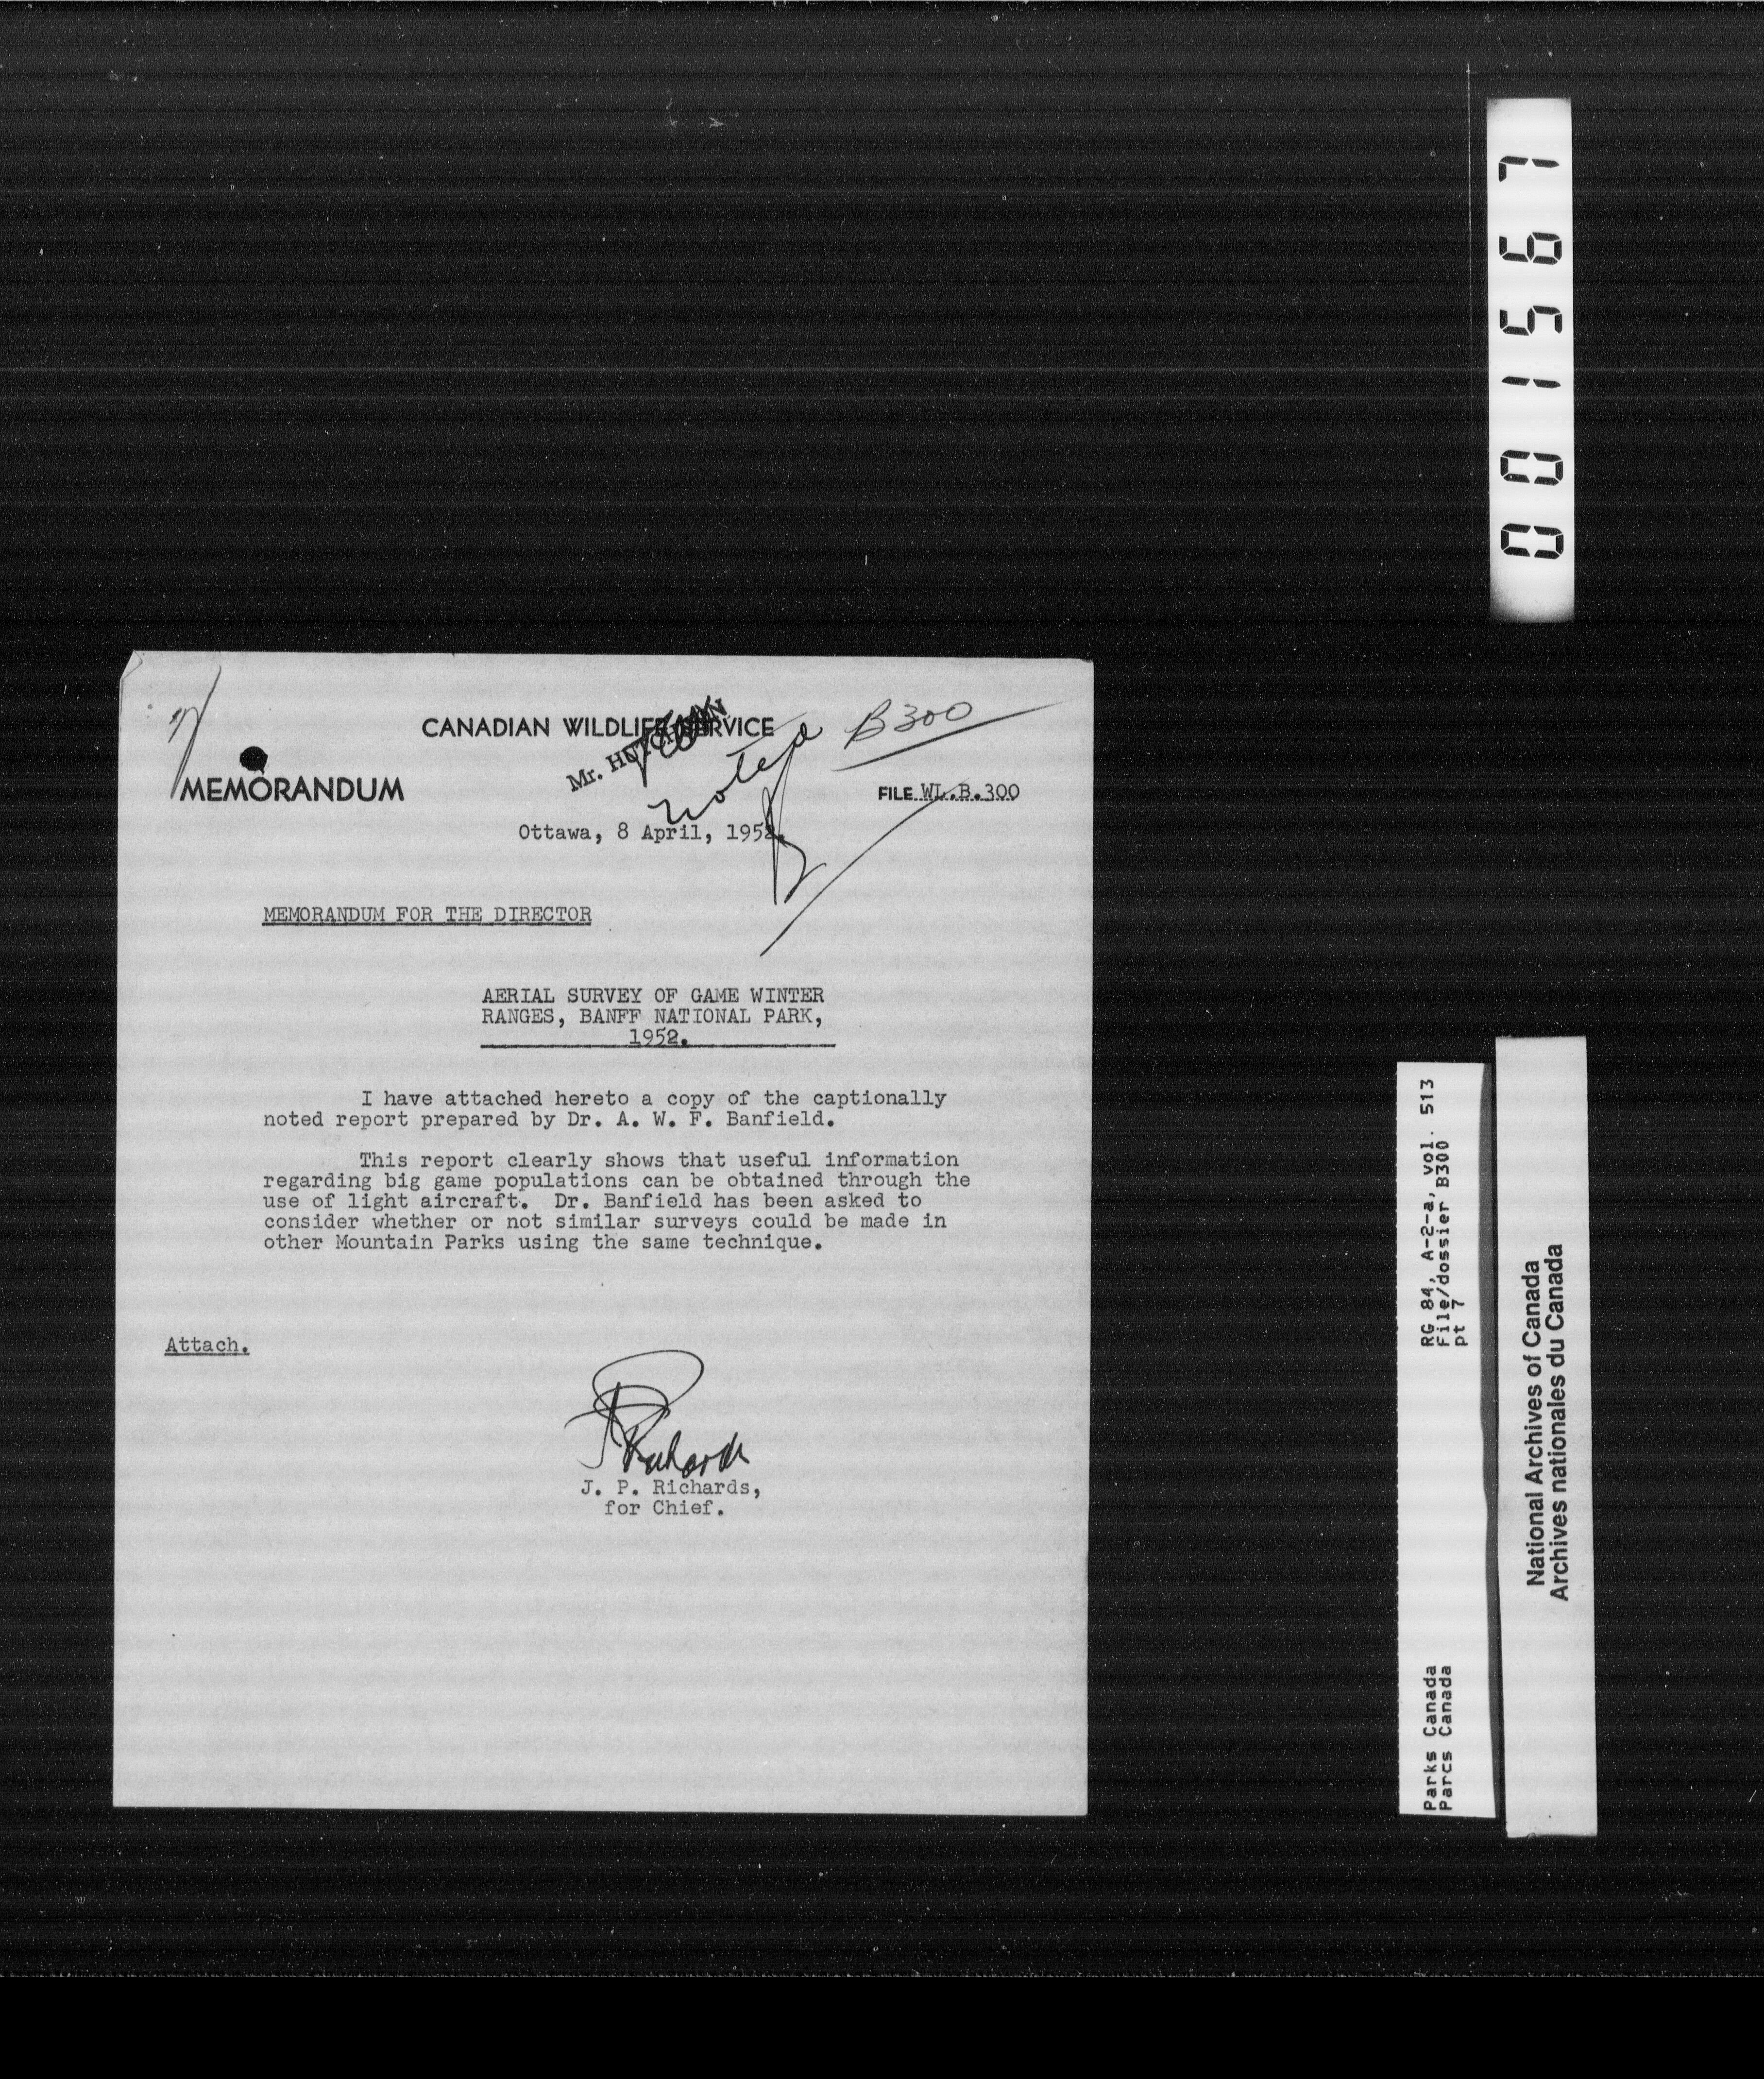 CANADIAN WILDLIFE SERVICE
Mr. HUTCHISON
noted
B300
MEMORANDUM
FILE WL.B.300
Ottawa, 8 April, 1952.
MEMORANDUM FOR THE DIRECTOR
AERIAL SURVEY OF GAME WINTER
RANGES, BANFF NATIONAL PARK,
1952.
I have attached hereto a copy of the captionally
noted report prepared by Dr. A. W. F. Banfield.
This report clearly shows that useful information
regarding big game populations can be obtained through the
use of light aircraft. Dr. Banfield has been asked to
consider whether or not similar surveys could be made in
other Mountain Parks using the same technique.
Attach.
JPRichards
J. P. Richards,
for Chief.
001567
RG 84, A-2-a, vol. 513
File/dossier B300
pt 7
Parks Canada
Parcs Canada
National Archives of Canada
Archives nationales du Canada